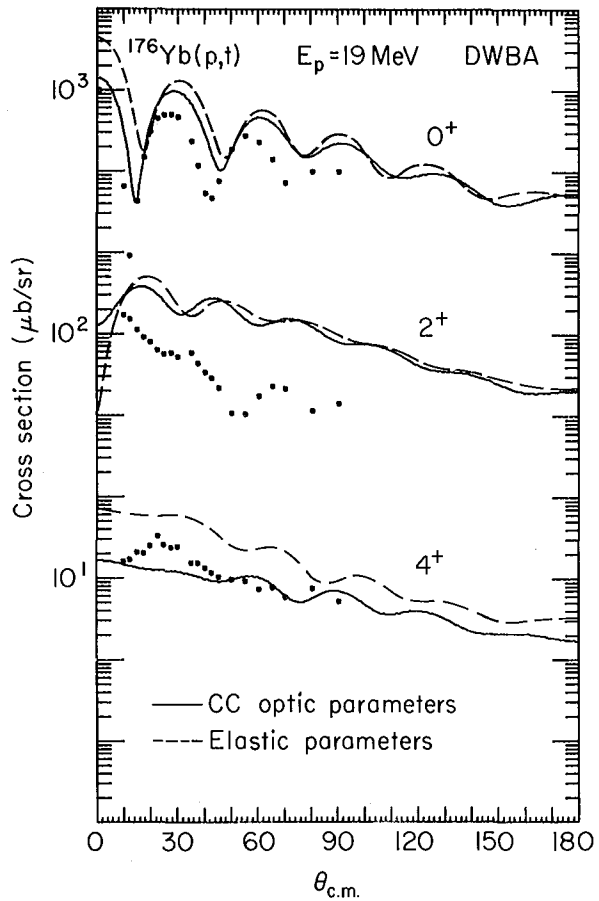 ¹⁷⁶Yb(p,t) Eₚ=19 MeV DWBA
10³
0⁺
10²
2⁺
Cross section (μb/sr)
4⁺
10¹
CC optic parameters
Elastic parameters
0 30 60 90 120 150 180
θc.m.